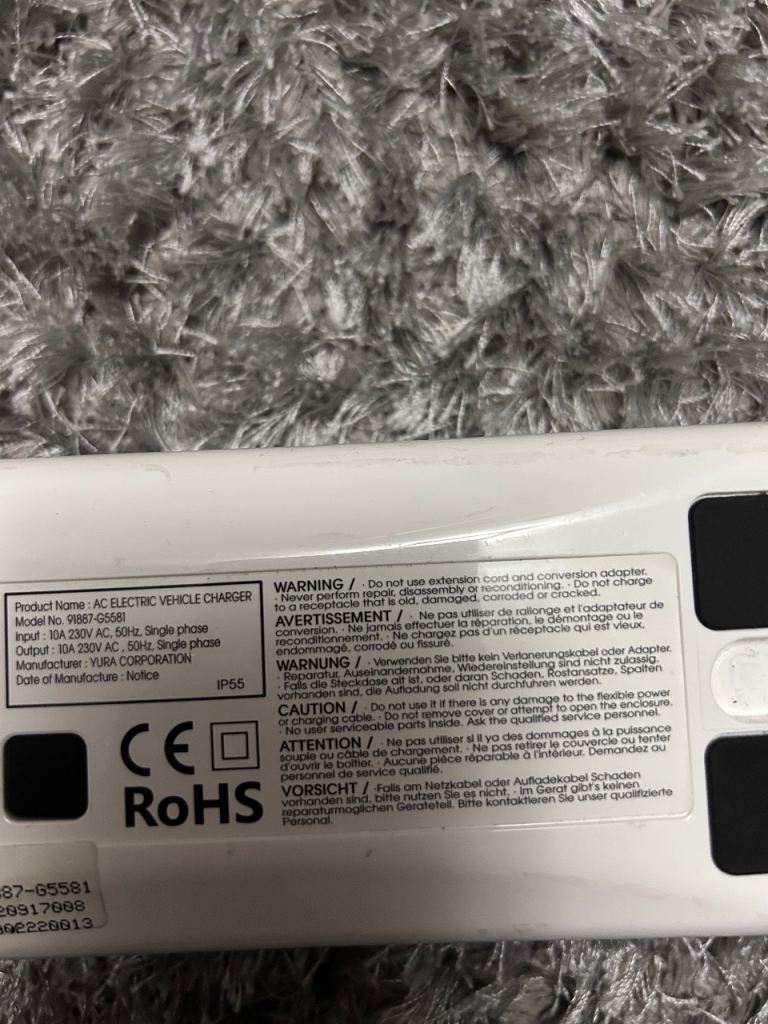 Product Name : AC ELECTRIC VEHICLE CHARGER
Model No. 91887-G5581
Input : 10A 230V AC, 50Hz, Single phase
Output : 10A 230V AC , 50Hz, Single phase
Manufacturer : YURA CORPORATION
Date of Manufacture : Notice
IP55
CE
RoHS
WARNING / · Do not use extension cord and conversion adapter.
· Never perform repair, disassembly or reconditioning. · Do not charge
to a receptacle that is old, damaged, corroded or cracked.
AVERTISSEMENT / · Ne pas utiliser de rallonge et l'adaptateur de
conversion. · Ne jamais effectuer la réparation, le démontage ou le
reconditionnement. · Ne chargez pas d'un réceptacle qui est vieux,
endommagé, corrodé ou fissuré.
WARNUNG / · Verwenden Sie bitte kein Verlanerungskabel oder Adapter.
· Reparatur, Auseinandernahme, Wiedereinstellung sind nicht zulassig.
· Falls die Steckdose alt ist, oder daran Schaden, Rostansatze, Spalten
vorhanden sind, die Aufladung soll nicht durchfuhren werden.
CAUTION / · Do not use it if there is any damage to the flexible power
or charging cable. · Do not remove cover or attempt to open the enclosure.
· No user serviceable parts inside. Ask the qualified service personnel.
ATTENTION / · Ne pas utiliser si il ya des dommages à la puissance
souple ou câble de chargement. · Ne pas retirer le couvercle ou tenter
d'ouvrir le boîtier. · Aucune pièce réparable à l'intérieur. Demandez au
personnel de service qualifié.
VORSICHT / ·Falls am Netzkabel oder Aufladekabel Schaden
vorhanden sind, bitte nutzen Sie es nicht. · Im Gerat gibt's keinen
reparaturmoglichen Gerateteil. Bitte kontaktieren Sie unser qualifizierte
Personal.
87-G5581
20917008
002220013